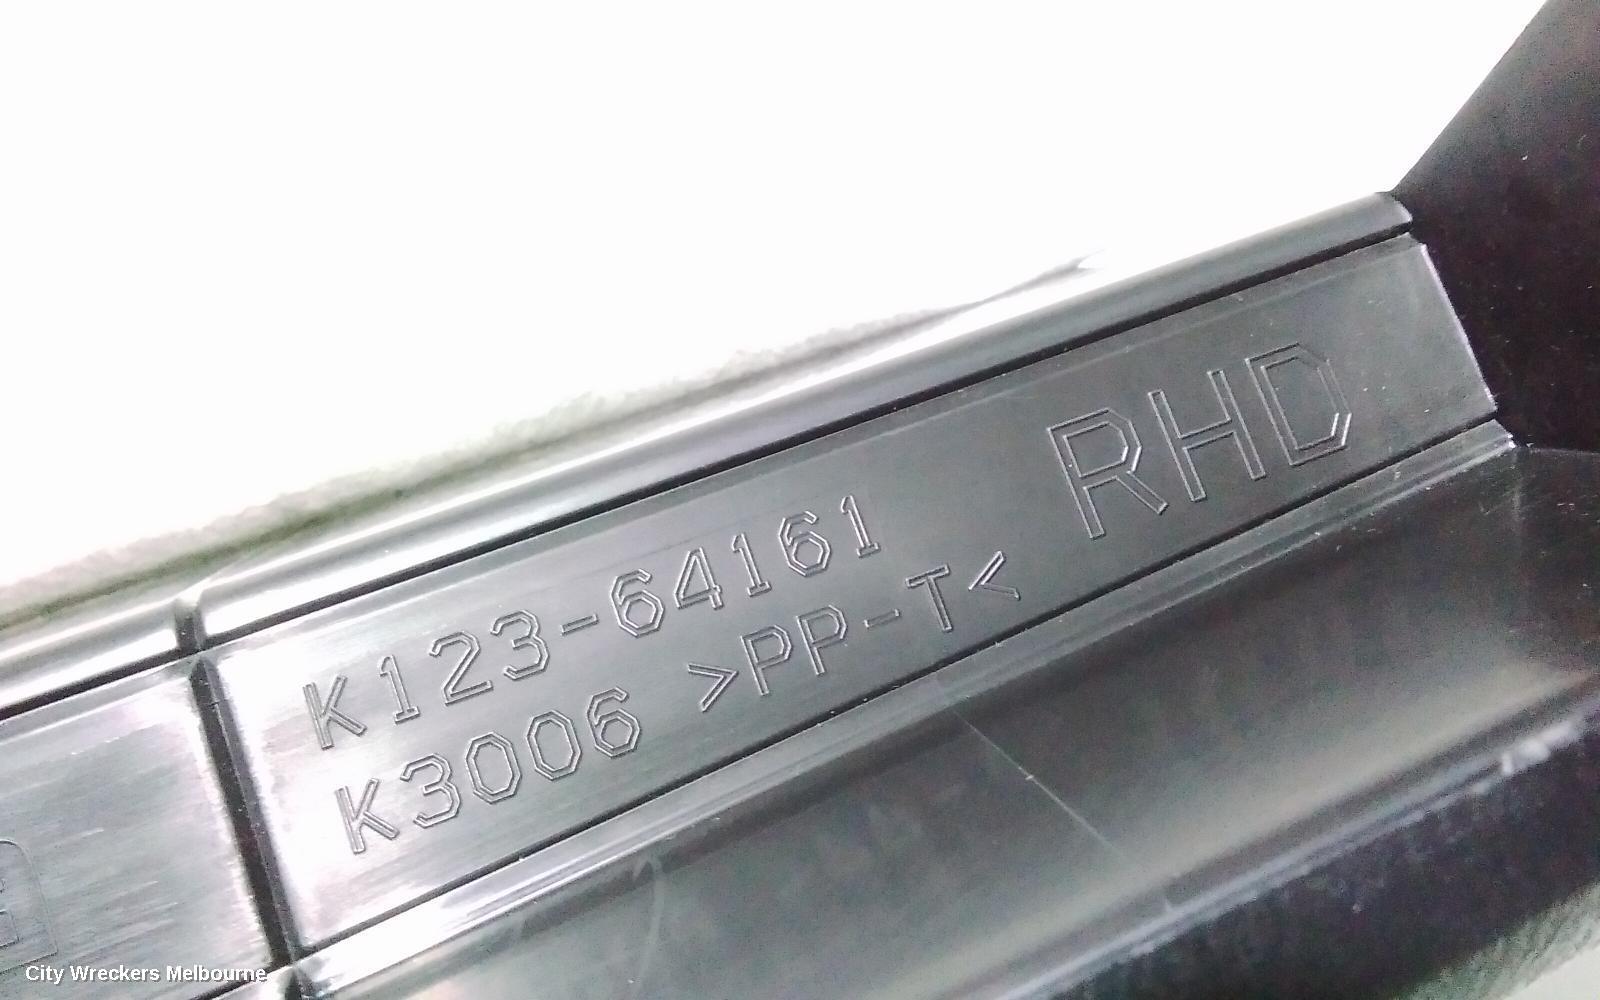 K123-64161
K3006 >PP-T<
RHD
City Wreckers Melbourne